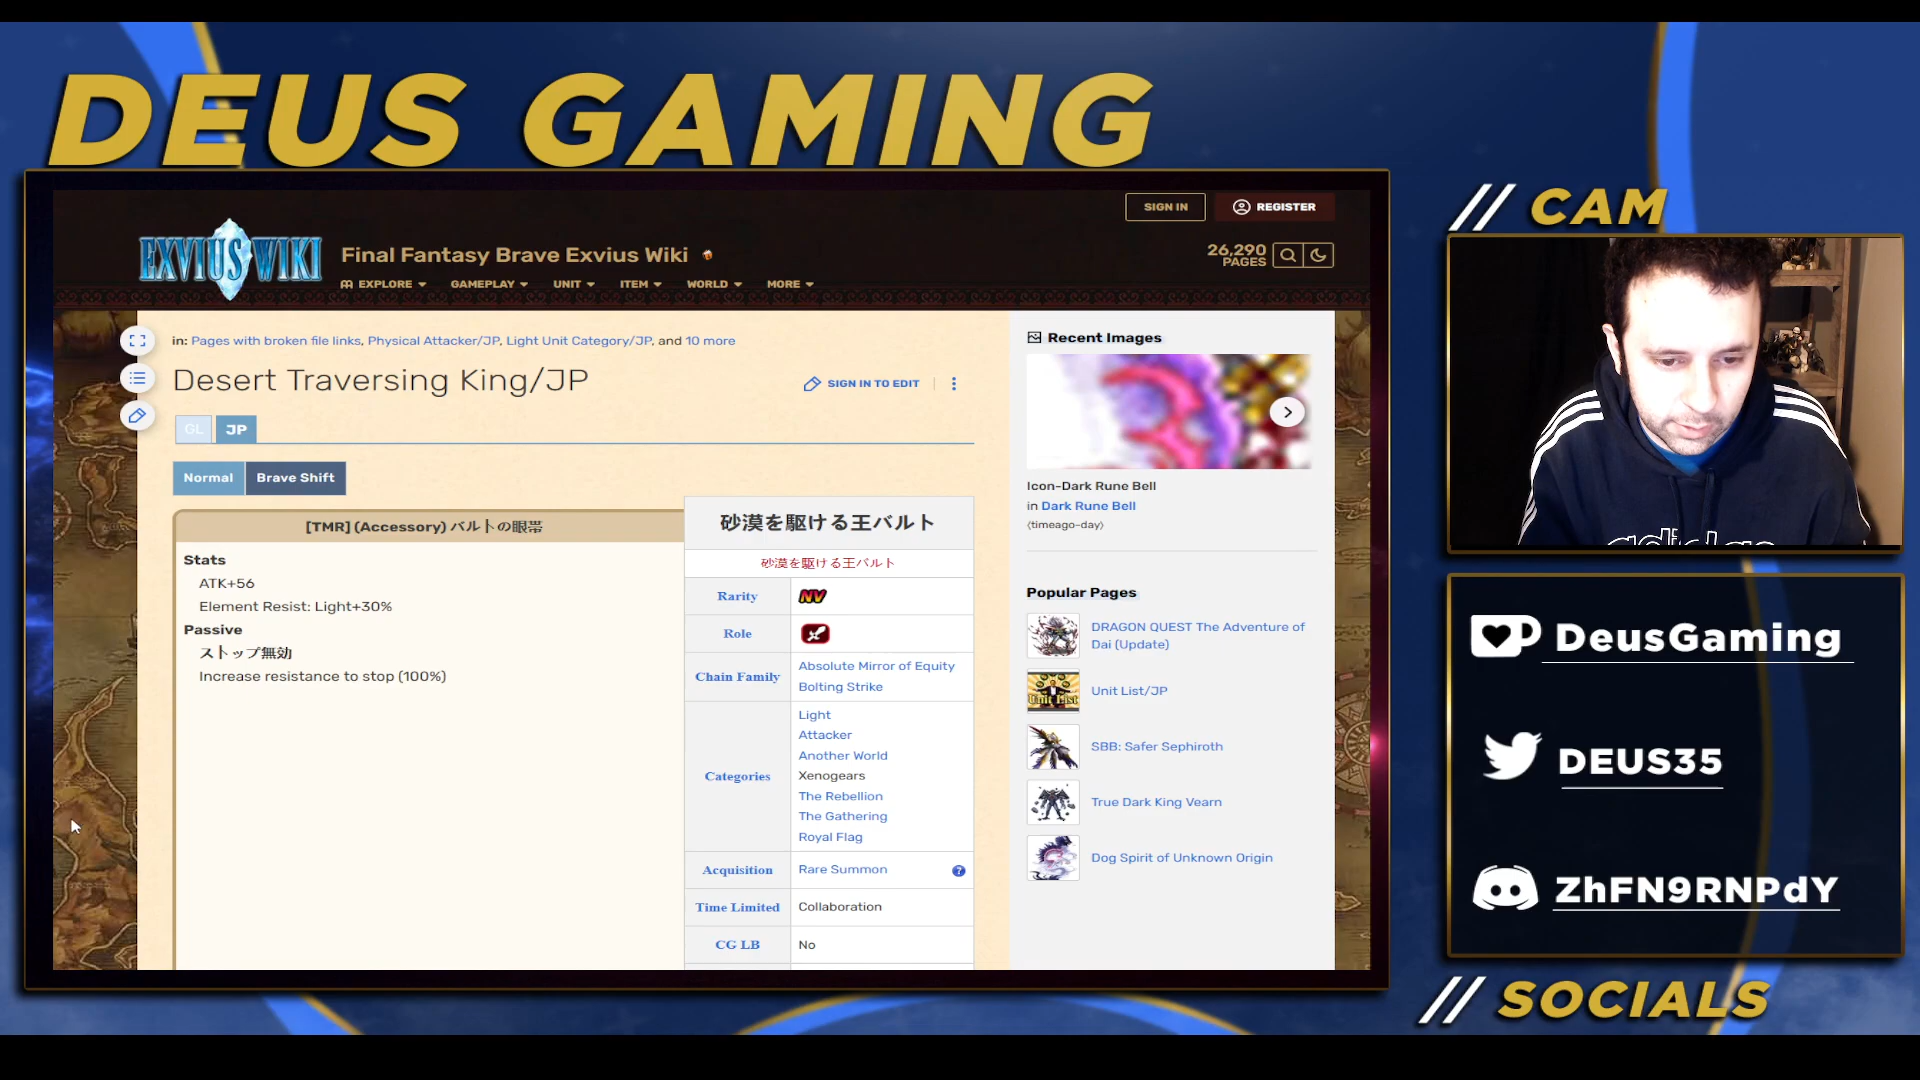 DEUS GAMING
SIGN IN
REGISTER
EXVIUS WIKI
Final Fantasy Brave Exvius Wiki
26,290
PAGES
EXPLORE
GAMEPLAY
UNIT
ITEM
WORLD
MORE
in: Pages with broken file links, Physical Attacker/JP, Light Unit Category/JP, and 10 more
Desert Traversing King/JP
SIGN IN TO EDIT
GL
JP
Normal
Brave Shift
[TMR] (Accessory) バルトの眼帯
Stats
ATK+56
Element Resist: Light+30%
Passive
ストップ無効
Increase resistance to stop (100%)
砂漠を駆ける王バルト
砂漠を駆ける王バルト
Rarity
NV
Role
Chain Family
Absolute Mirror of Equity
Bolting Strike
Categories
Light
Attacker
Another World
Xenogears
The Rebellion
The Gathering
Royal Flag
Acquisition
Rare Summon
?
Time Limited
Collaboration
CG LB
No
Recent Images
Icon-Dark Rune Bell
in Dark Rune Bell
⟨timeago-day⟩
Popular Pages
DRAGON QUEST The Adventure of
Dai (Update)
Unit List
Unit List/JP
SBB: Safer Sephiroth
True Dark King Vearn
Dog Spirit of Unknown Origin
// CAM
adidas
DeusGaming
DEUS35
ZhFN9RNPdY
// SOCIALS